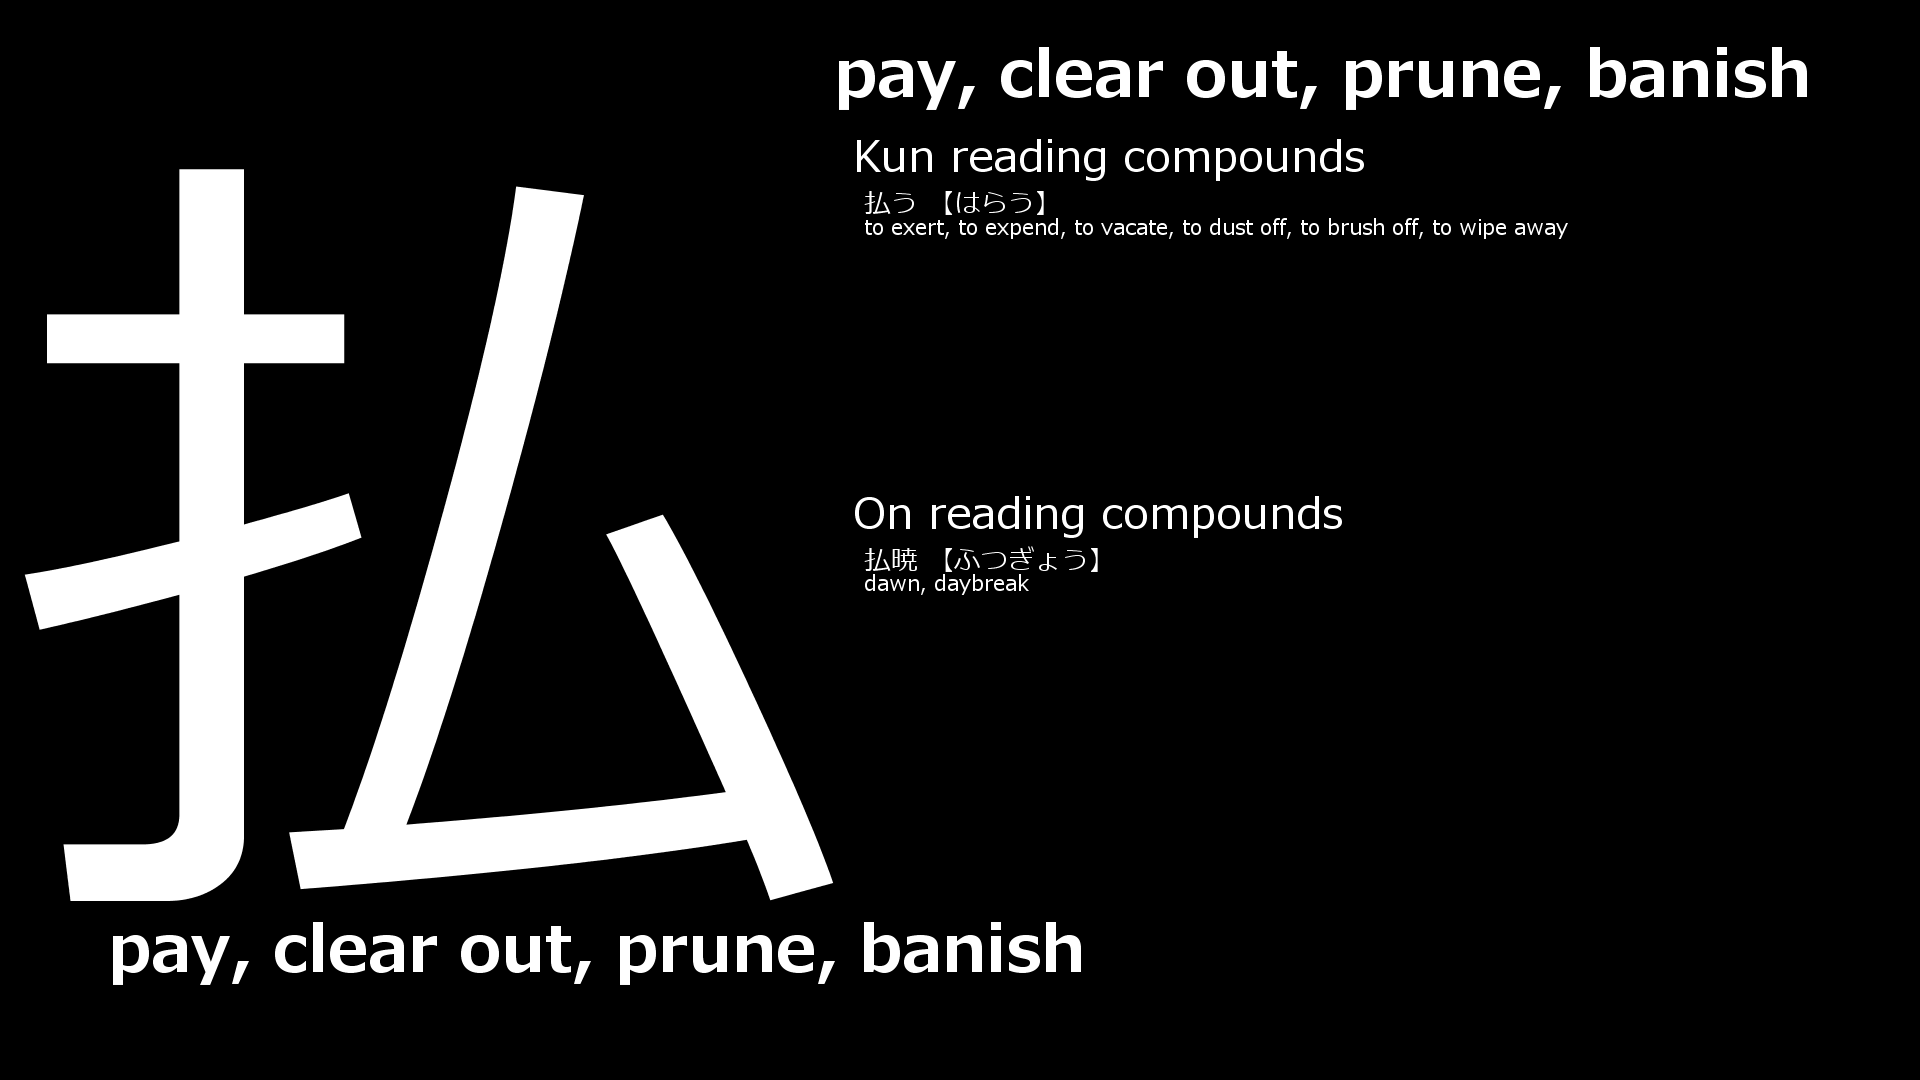 払
pay, clear out, prune, banish
Kun reading compounds
払う 【はらう】
to exert, to expend, to vacate, to dust off, to brush off, to wipe away
On reading compounds
払暁 【ふつぎょう】
dawn, daybreak
pay, clear out, prune, banish